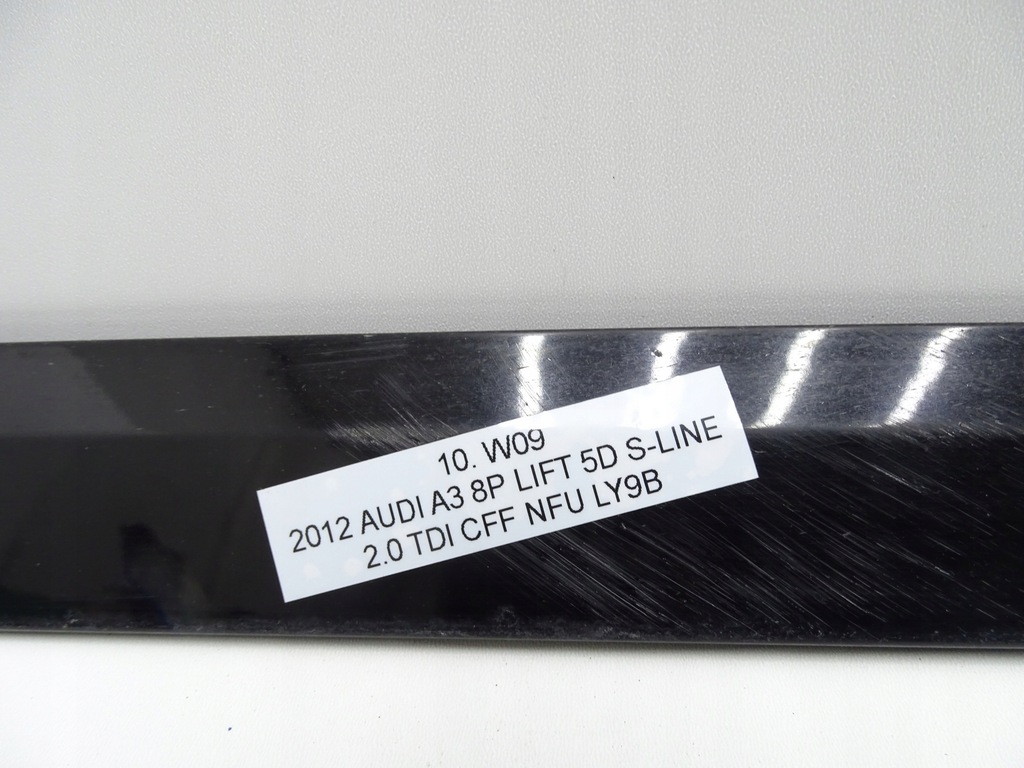 10. W09
2012 AUDI A3 8P LIFT 5D S-LINE
2.0 TDI CFF NFU LY9B